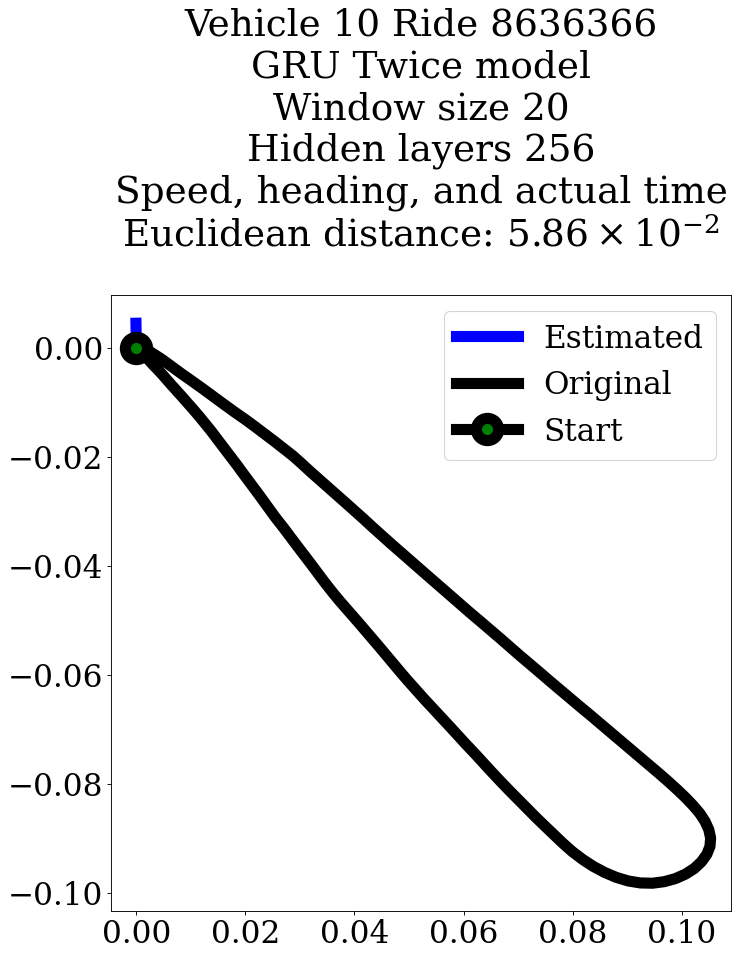 Vehicle 10 Ride 8636366
GRU Twice model
Window size 20
Hidden layers 256
Speed, heading, and actual time
Euclidean distance: 5.86 × 10⁻²
Estimated
Original
Start
0.00
−0.02
−0.04
−0.06
−0.08
−0.10
0.00 0.02 0.04 0.06 0.08 0.10